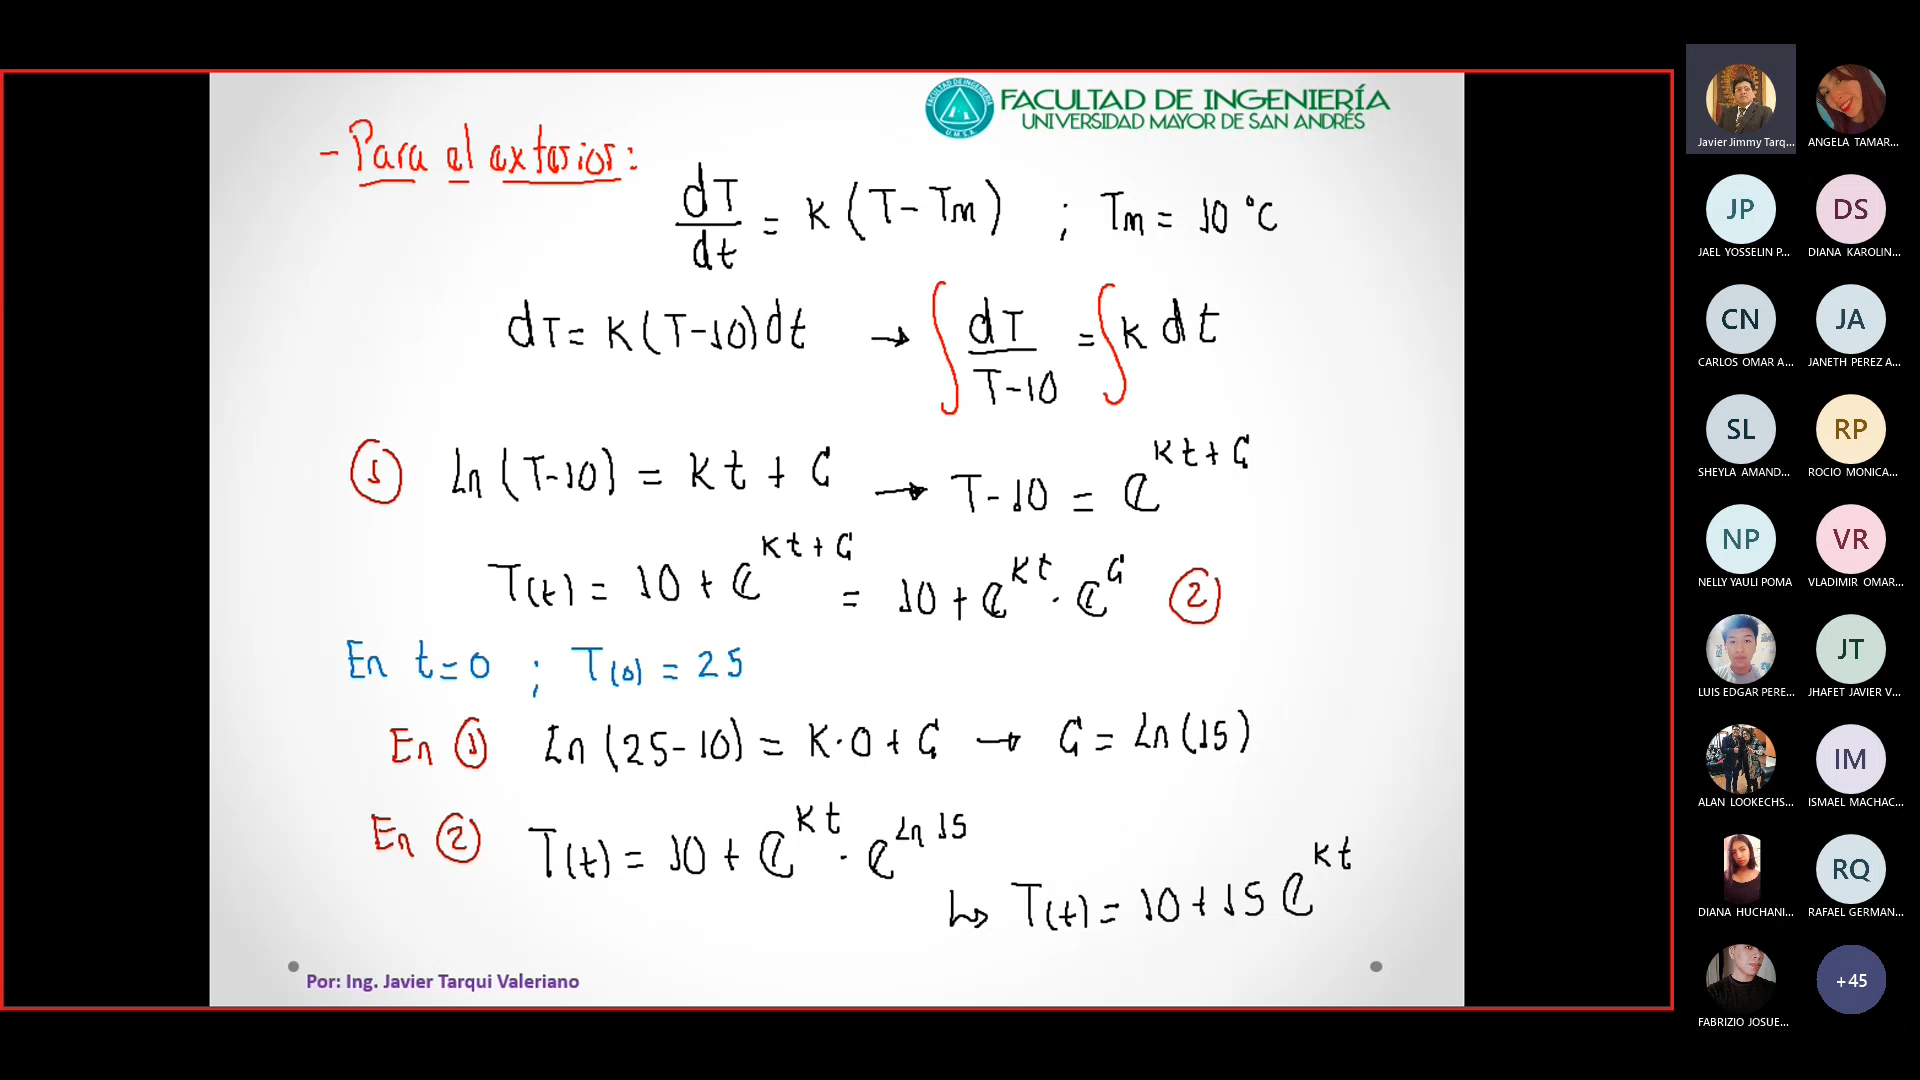 FACULTAD DE INGENIERÍA
UNIVERSIDAD MAYOR DE SAN ANDRÉS
- Para el exterior:
dT/dt = K (T - Tm) ; Tm = 10 °C
dT = K (T-10) dt → ∫ dT/(T-10) = ∫ K dt
① Ln (T-10) = Kt + C → T-10 = e^(Kt+C)
T(t) = 10 + e^(Kt+C) = 10 + e^(Kt) · e^C ②
En t=0 ; T(0) = 25
En ① Ln (25-10) = K·0 + C → C = Ln (15)
En ② T(t) = 10 + e^(Kt) · e^(Ln 15)
↳ T(t) = 10 + 15 e^(Kt)
Por: Ing. Javier Tarqui Valeriano
Javier Jimmy Tarq...
ANGELA TAMAR...
JP
DS
JAEL YOSSELIN P...
DIANA KAROLIN...
CN
JA
CARLOS OMAR A...
JANETH PEREZ A...
SL
RP
SHEYLA AMAND...
ROCIO MONICA...
NP
VR
NELLY YAULI POMA
VLADIMIR OMAR...
JT
LUIS EDGAR PERE...
JHAFET JAVIER V...
IM
ALAN LOOKECHS...
ISMAEL MACHAC...
RQ
DIANA HUCHANI...
RAFAEL GERMAN...
+45
FABRIZIO JOSUE...